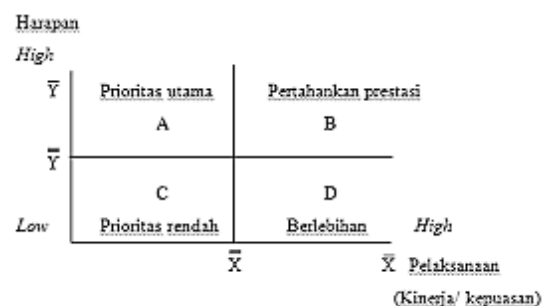 Harapan
High
Y̅ Prioritas utama Pertahankan prestasi
A B
Y̿
C D
Low Prioritas rendah Berlebihan High
X̿ X̅ Pelaksanaan
(Kinerja/ kepuasan)